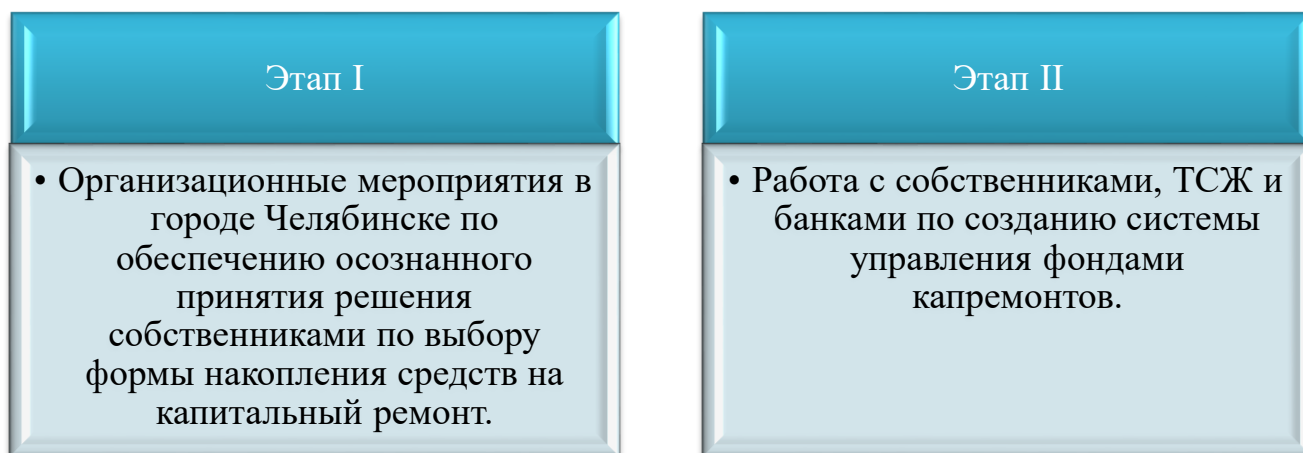 Этап I
• Организационные мероприятия в
городе Челябинске по
обеспечению осознанного
принятия решения
собственниками по выбору
формы накопления средств на
капитальный ремонт.
Этап II
• Работа с собственниками, ТСЖ и
банками по созданию системы
управления фондами
капремонтов.